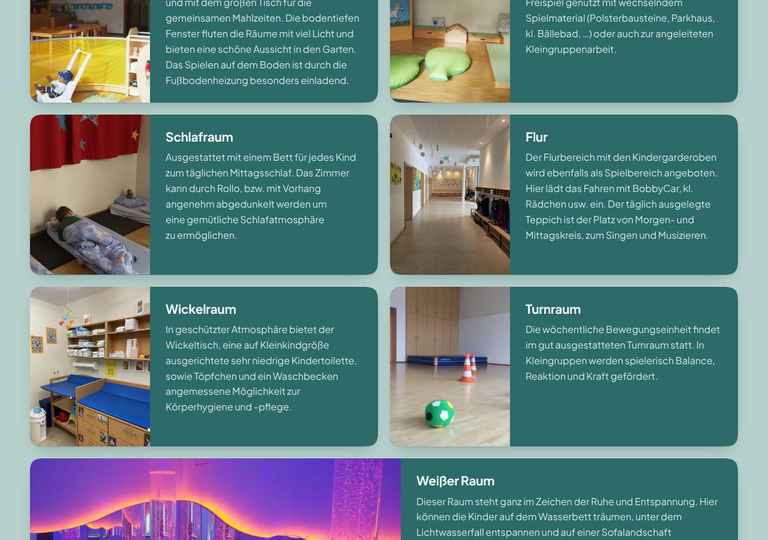 und mit dem großen Tisch für die
gemeinsamen Mahlzeiten. Die bodentiefen
Fenster fluten die Räume mit viel Licht und
bieten eine schöne Aussicht in den Garten.
Das Spielen auf dem Boden ist durch die
Fußbodenheizung besonders einladend.
Freispiel genutzt mit wechselndem
Spielmaterial (Polsterbausteine, Parkhaus,
kl. Bällebad, …) oder auch zur angeleiteten
Kleingruppenarbeit.
Schlafraum
Ausgestattet mit einem Bett für jedes Kind
zum täglichen Mittagsschlaf. Das Zimmer
kann durch Rollo, bzw. mit Vorhang
angenehm abgedunkelt werden um
eine gemütliche Schlafatmosphäre
zu ermöglichen.
Flur
Der Flurbereich mit den Kindergarderoben
wird ebenfalls als Spielbereich angeboten.
Hier lädt das Fahren mit BobbyCar, kl.
Rädchen usw. ein. Der täglich ausgelegte
Teppich ist der Platz von Morgen- und
Mittagskreis, zum Singen und Musizieren.
Wickelraum
In geschützter Atmosphäre bietet der
Wickeltisch, eine auf Kleinkindgröße
ausgerichtete sehr niedrige Kindertoilette,
sowie Töpfchen und ein Waschbecken
angemessene Möglichkeit zur
Körperhygiene und -pflege.
Turnraum
Die wöchentliche Bewegungseinheit findet
im gut ausgestatteten Turnraum statt. In
Kleingruppen werden spielerisch Balance,
Reaktion und Kraft gefördert.
Weißer Raum
Dieser Raum steht ganz im Zeichen der Ruhe und Entspannung. Hier
können die Kinder auf dem Wasserbett träumen, unter dem
Lichtwasserfall entspannen und auf einer Sofalandschaft